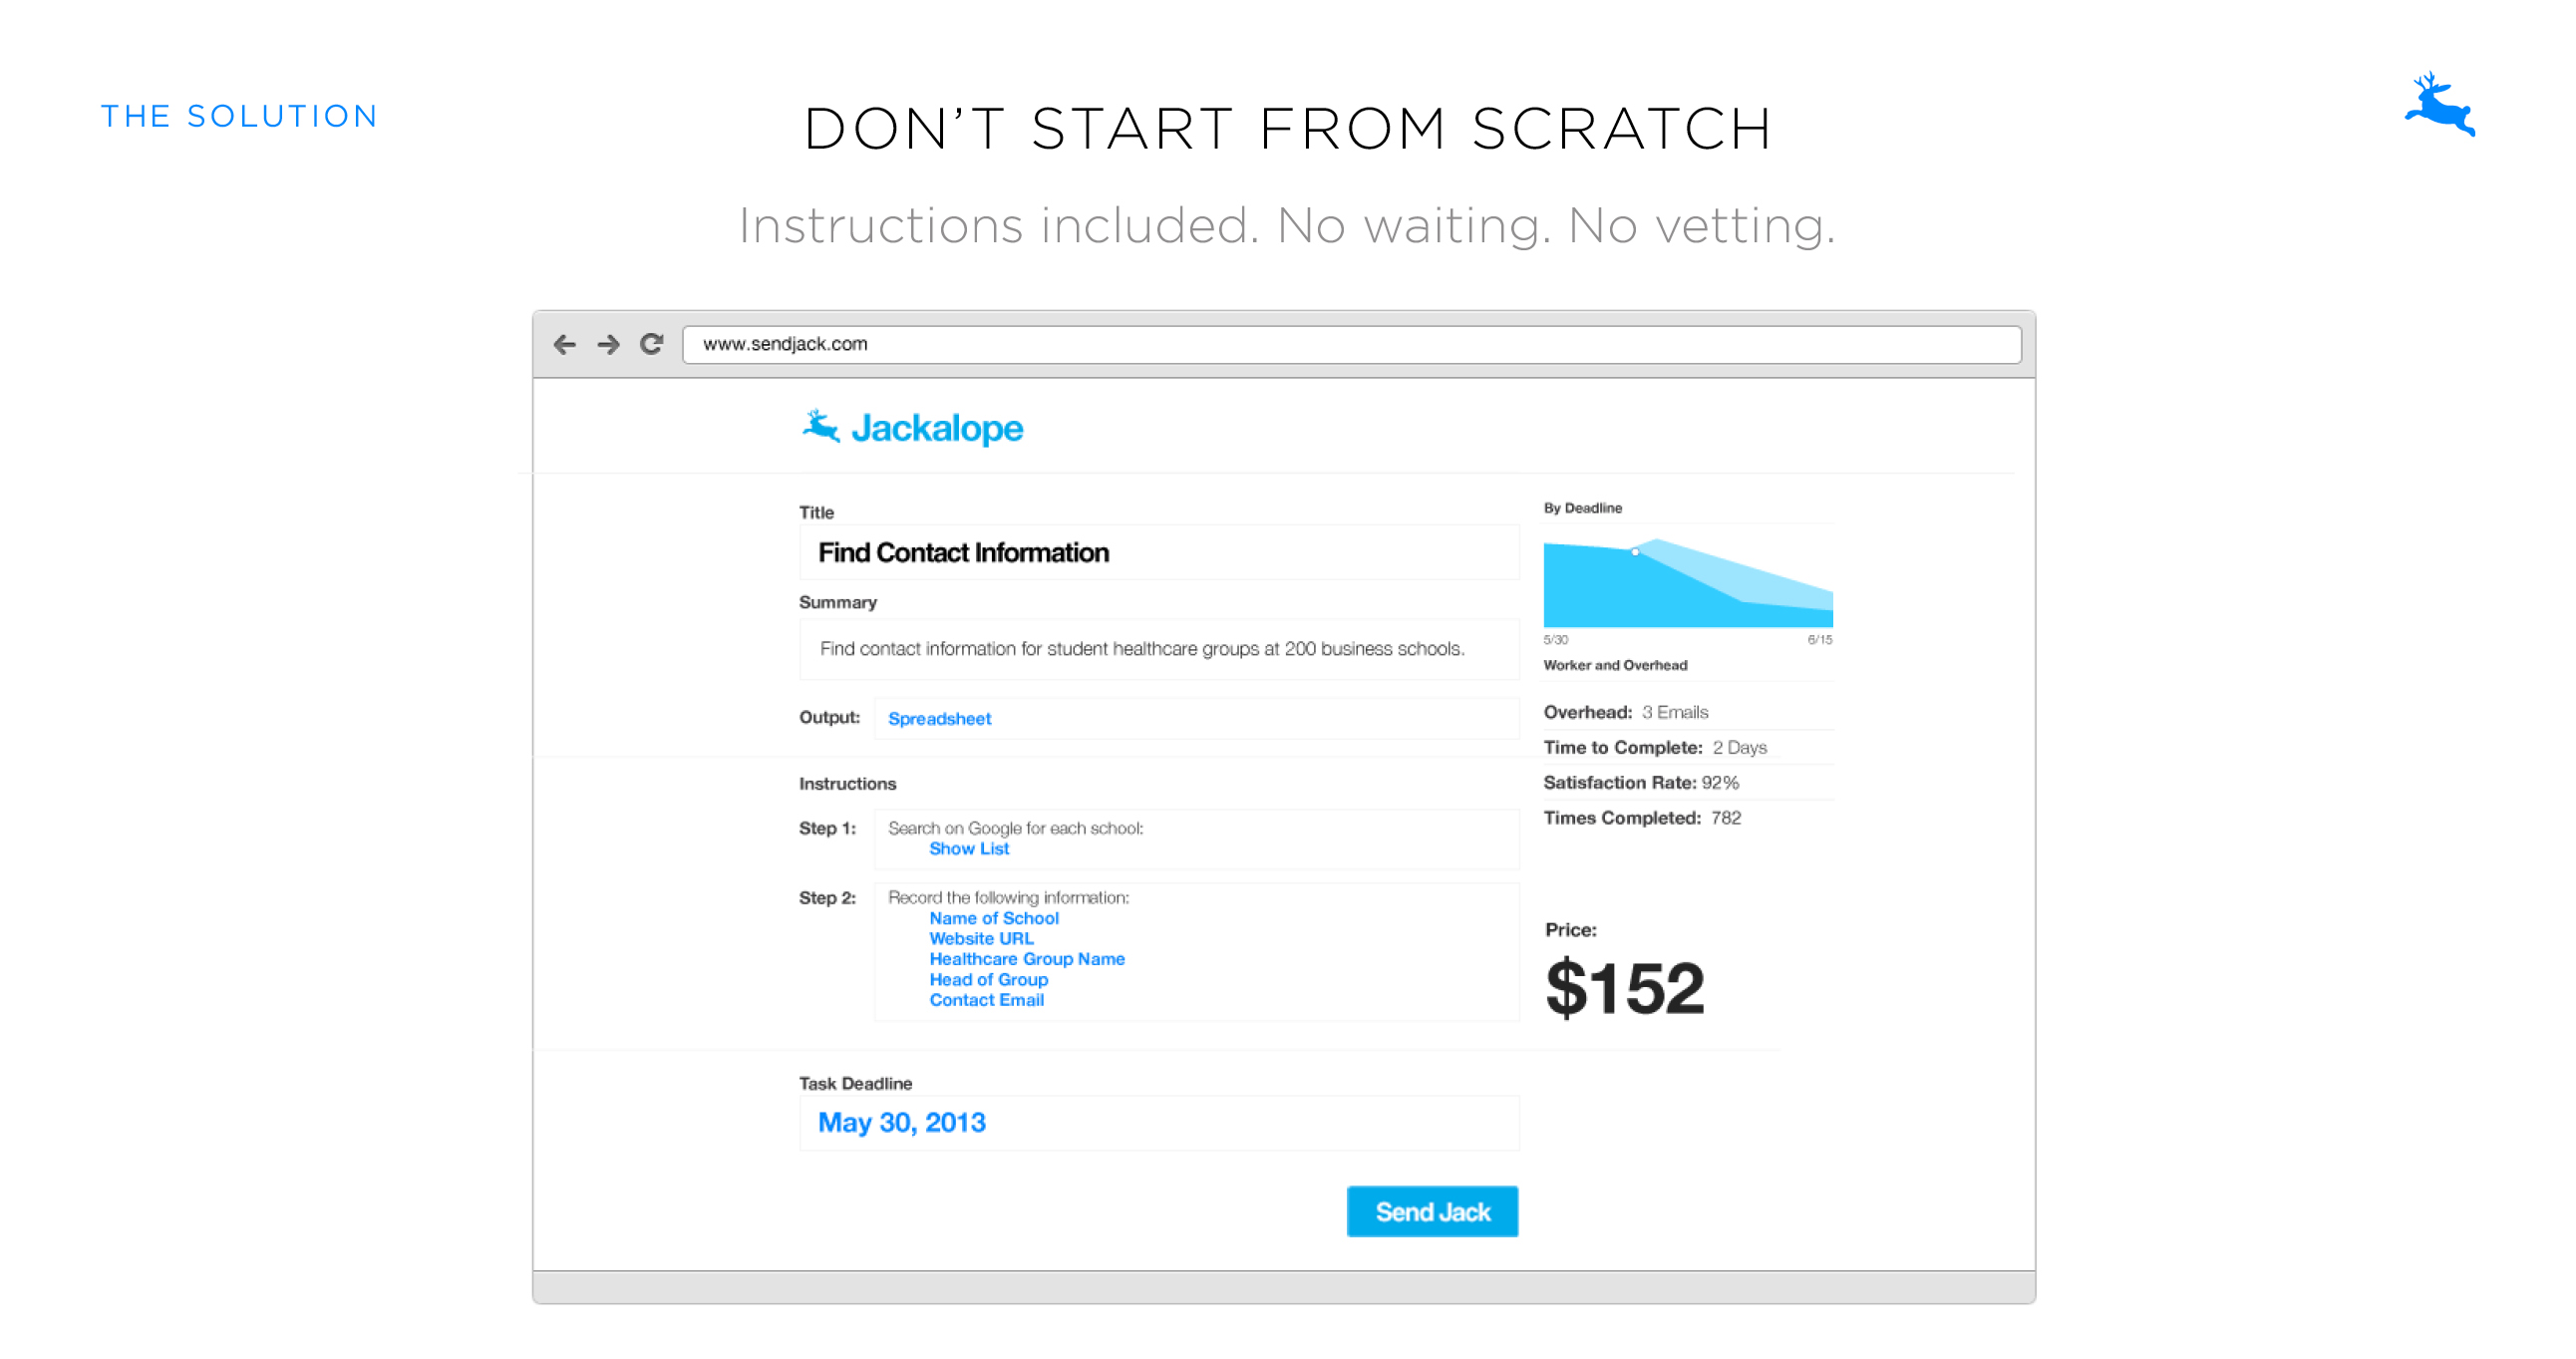 THE SOLUTION
DON’T START FROM SCRATCH
Instructions included. No waiting. No vetting.
www.sendjack.com
Jackalope
Title
Find Contact Information
Summary
Find contact information for student healthcare groups at 200 business schools.
Output: Spreadsheet
Instructions
Step 1: Search on Google for each school:
Show List
Step 2: Record the following information:
Name of School
Website URL
Healthcare Group Name
Head of Group
Contact Email
Task Deadline
May 30, 2013
Send Jack
By Deadline
5/30 6/15
Worker and Overhead
Overhead: 3 Emails
Time to Complete: 2 Days
Satisfaction Rate: 92%
Times Completed: 782
Price:
$152